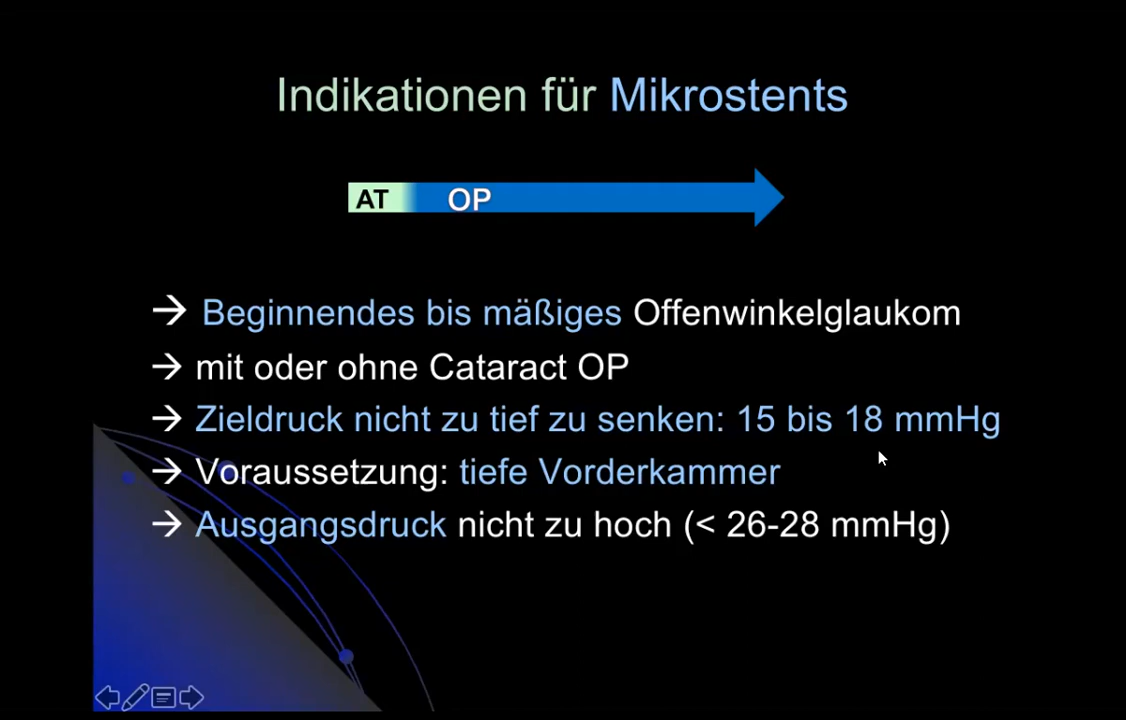 Indikationen für Mikrostents
AT OP
→ Beginnendes bis mäßiges Offenwinkelglaukom
→ mit oder ohne Cataract OP
→ Zieldruck nicht zu tief zu senken: 15 bis 18 mmHg
→ Voraussetzung: tiefe Vorderkammer
→ Ausgangsdruck nicht zu hoch (< 26-28 mmHg)